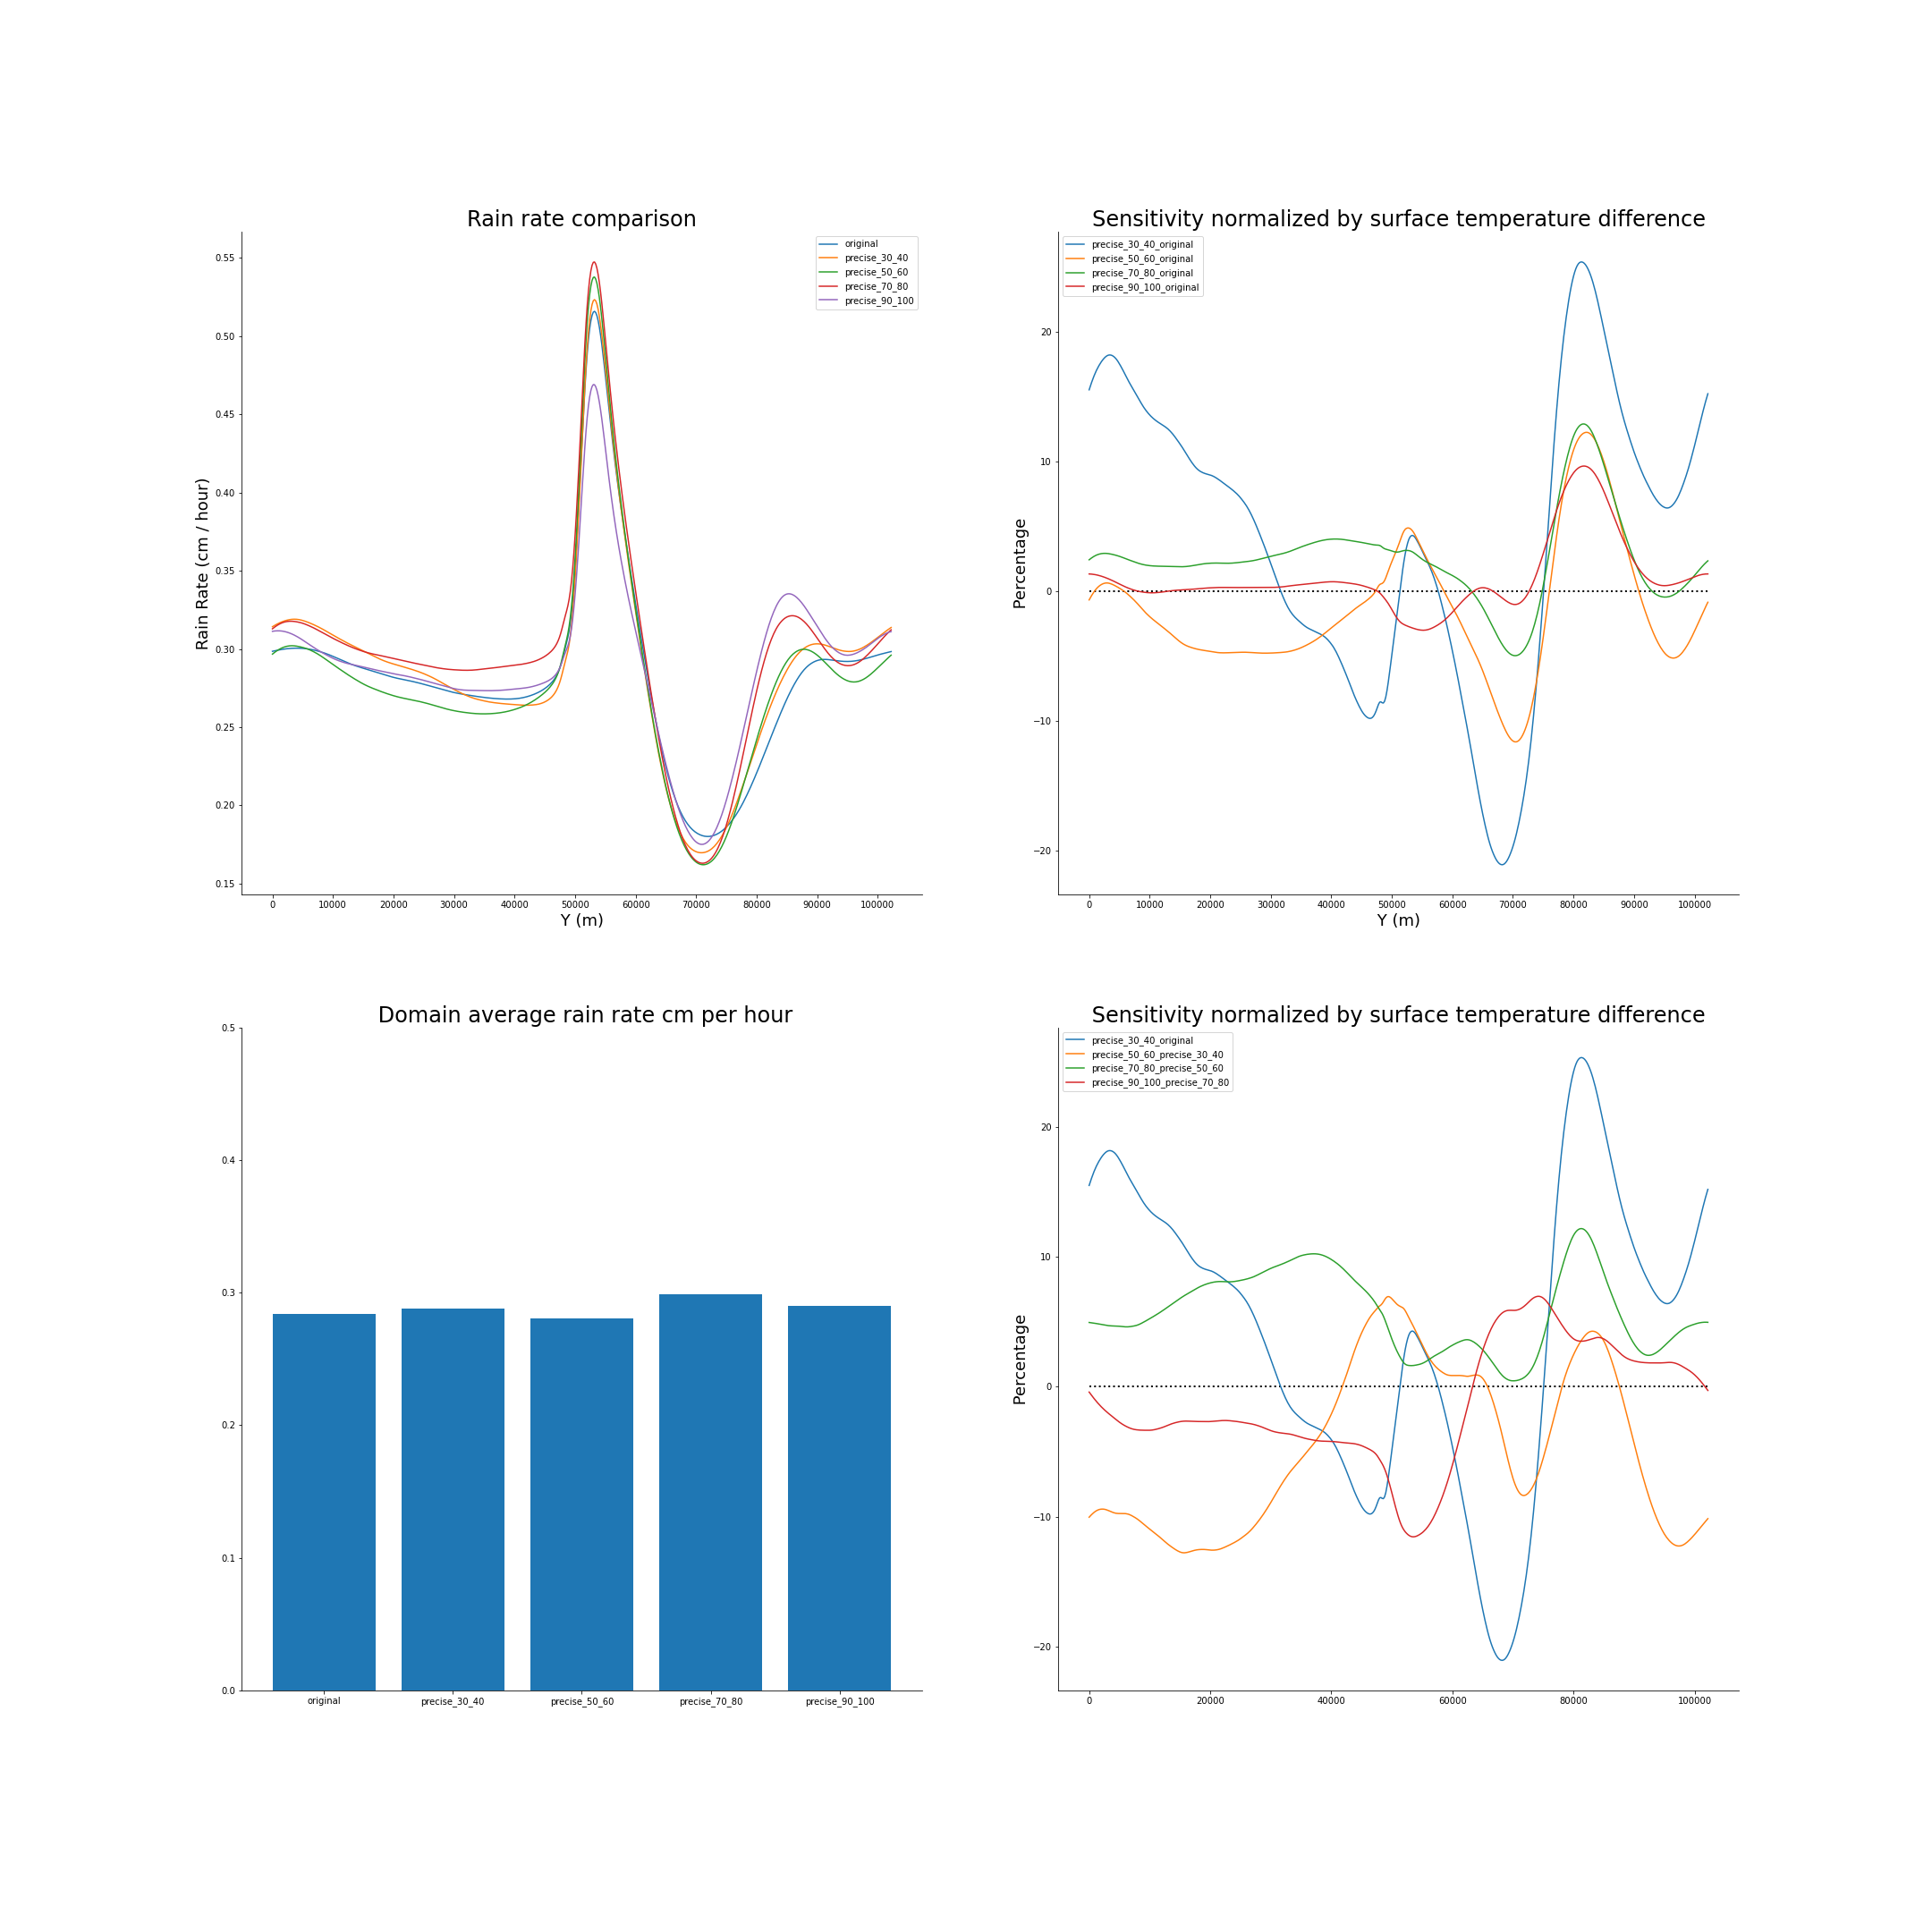 Rain rate comparison
original
precise_30_40
precise_50_60
precise_70_80
precise_90_100
Rain Rate (cm / hour)
0.55
0.50
0.45
0.40
0.35
0.30
0.25
0.20
0.15
0 10000 20000 30000 40000 50000 60000 70000 80000 90000 100000
Y (m)
Sensitivity normalized by surface temperature difference
precise_30_40_original
precise_50_60_original
precise_70_80_original
precise_90_100_original
Percentage
20
10
0
−10
−20
0 10000 20000 30000 40000 50000 60000 70000 80000 90000 100000
Y (m)
Domain average rain rate cm per hour
0.5
0.4
0.3
0.2
0.1
0.0
original precise_30_40 precise_50_60 precise_70_80 precise_90_100
Sensitivity normalized by surface temperature difference
precise_30_40_original
precise_50_60_precise_30_40
precise_70_80_precise_50_60
precise_90_100_precise_70_80
Percentage
20
10
0
−10
−20
0 20000 40000 60000 80000 100000